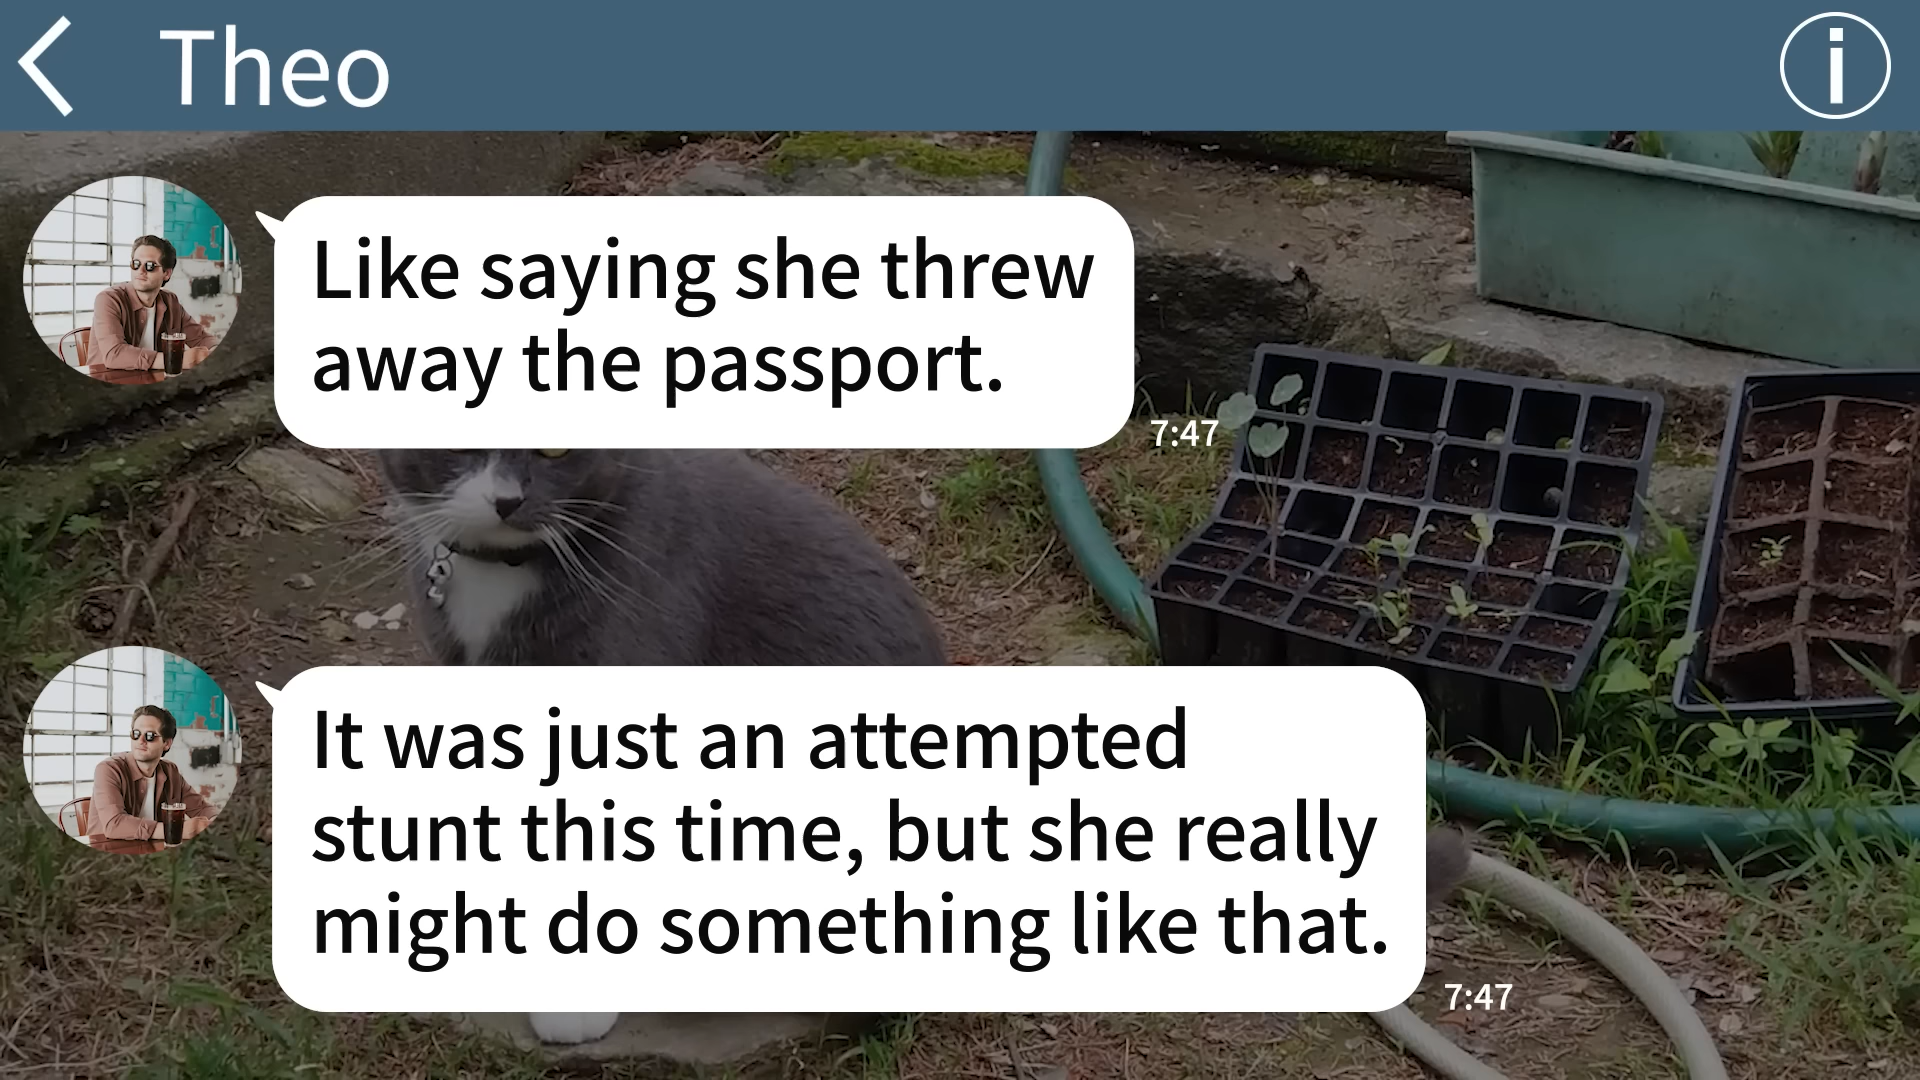 Theo
Like saying she threw
away the passport.
7:47
It was just an attempted
stunt this time, but she really
might do something like that.
7:47